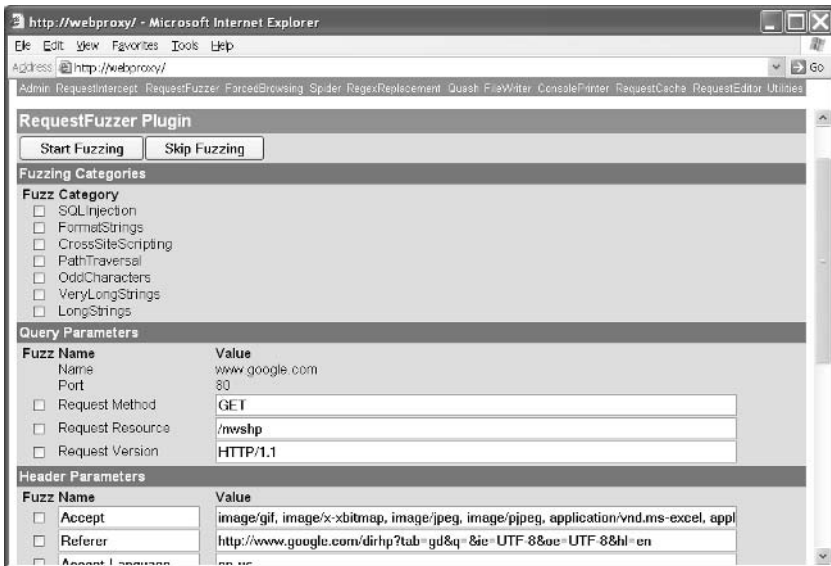 http://webproxy/ - Microsoft Internet Explorer
File Edit View Favorites Tools Help
Address http://webproxy/ Go
Admin RequestIntercept RequestFuzzer ForcedBrowsing Spider RegexReplacement Quash FileWriter ConsolePrinter RequestCache RequestEditor Utilities
RequestFuzzer Plugin
Start Fuzzing Skip Fuzzing
Fuzzing Categories
Fuzz Category
SQLInjection
FormatStrings
CrossSiteScripting
PathTraversal
OddCharacters
VeryLongStrings
LongStrings
Query Parameters
Fuzz Name Value
Name www.google.com
Port 80
Request Method GET
Request Resource /nwshp
Request Version HTTP/1.1
Header Parameters
Fuzz Name Value
Accept image/gif, image/x-xbitmap, image/jpeg, image/pjpeg, application/vnd.ms-excel, appl
Referer http://www.google.com/dirhp?tab=gd&q=&ie=UTF-8&oe=UTF-8&hl=en
Accept-Language en-us